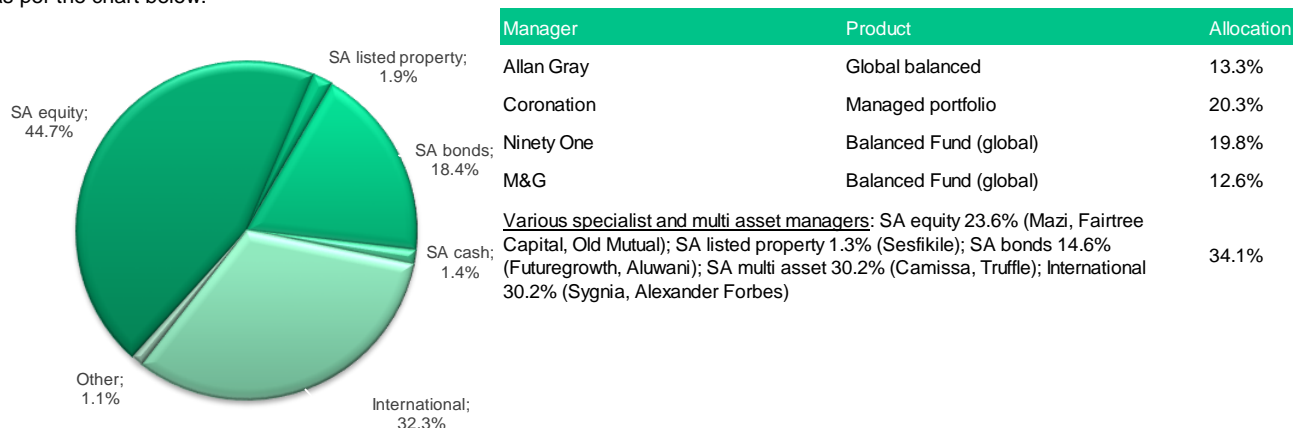 as per the chart below.
SA listed property;
1.9%
SA equity;
44.7%
SA bonds;
18.4%
SA cash;
1.4%
Other;
1.1%
International;
32.3%
Manager Product Allocation
Allan Gray Global balanced 13.3%
Coronation Managed portfolio 20.3%
Ninety One Balanced Fund (global) 19.8%
M&G Balanced Fund (global) 12.6%
Various specialist and multi asset managers: SA equity 23.6% (Mazi, Fairtree
Capital, Old Mutual); SA listed property 1.3% (Sesfikile); SA bonds 14.6%
(Futuregrowth, Aluwani); SA multi asset 30.2% (Camissa, Truffle); International
30.2% (Sygnia, Alexander Forbes)
34.1%